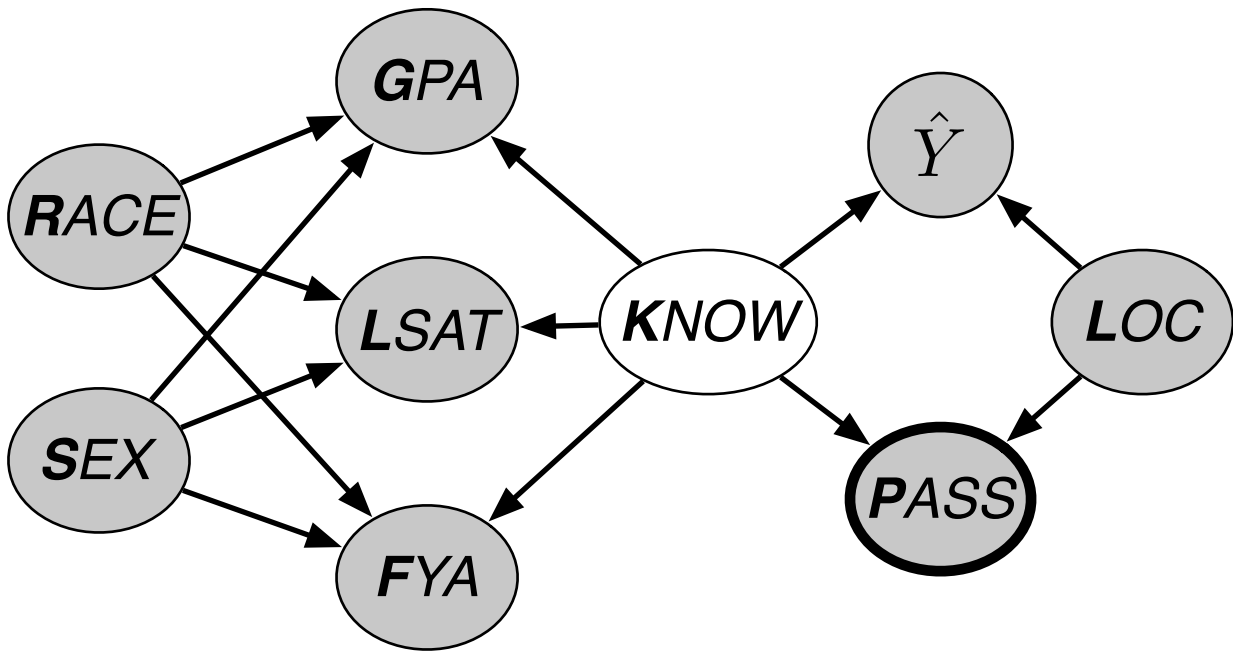 GPA
RACE
Ŷ
LSAT
KNOW
LOC
SEX
PASS
FYA